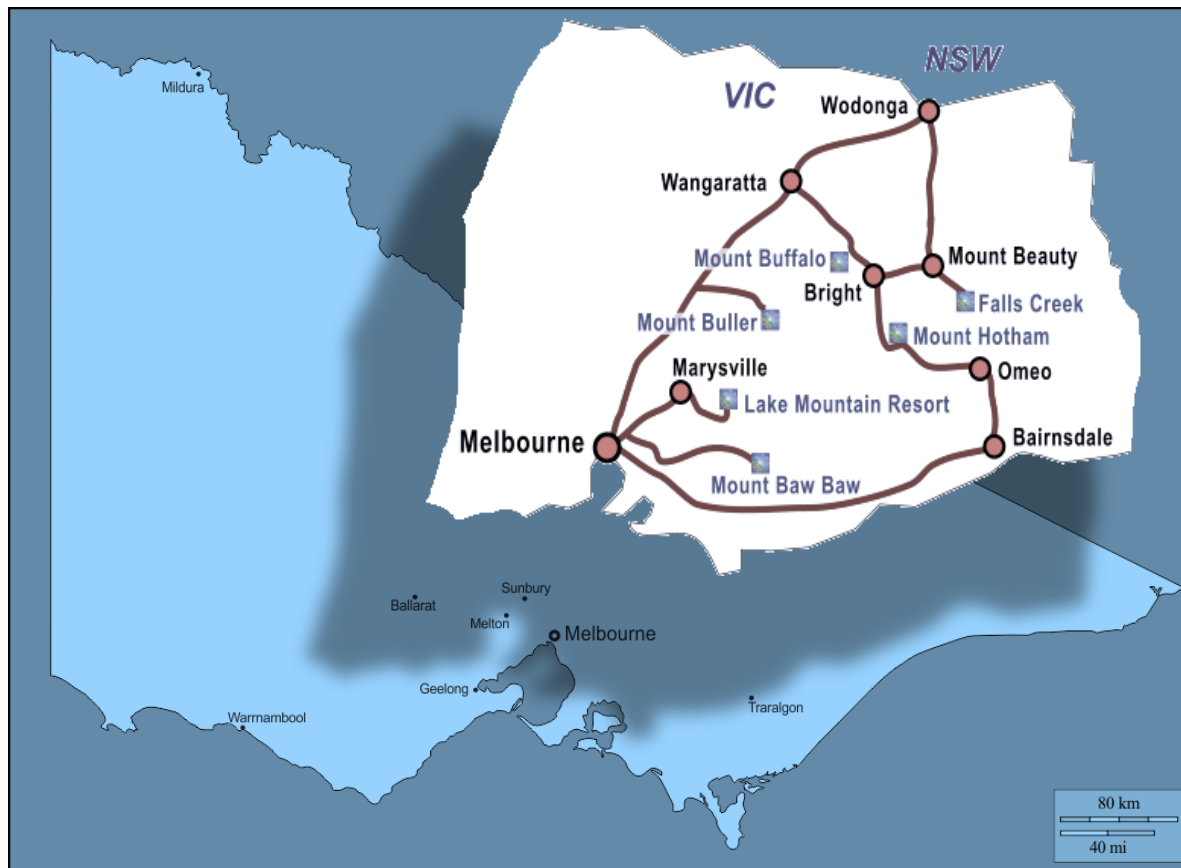 NSW
VIC
Mildura
Wodonga
Wangaratta
Mount Buffalo
Mount Beauty
Bright
Falls Creek
Mount Buller
Mount Hotham
Marysville
Omeo
Lake Mountain Resort
Melbourne
Bairnsdale
Mount Baw Baw
Sunbury
Ballarat
Melton
Melbourne
Geelong
Traralgon
Warrnambool
80 km
40 mi